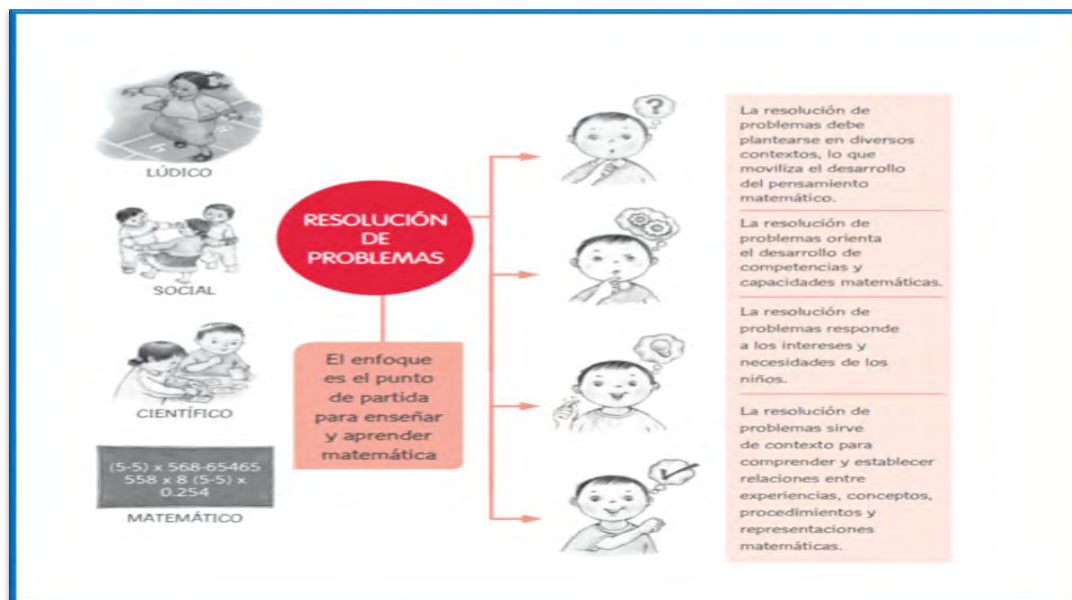 LÚDICO
SOCIAL
CIENTÍFICO
(5-5) x 568-65465
558 x 8 (5-5) x
0.254
MATEMÁTICO
RESOLUCIÓN
DE
PROBLEMAS
El enfoque
es el punto
de partida
para enseñar
y aprender
matemática
?
La resolución de
problemas debe
plantearse en diversos
contextos, lo que
moviliza el desarrollo
del pensamiento
matemático.
La resolución de
problemas orienta
el desarrollo de
competencias y
capacidades matemáticas.
La resolución de
problemas responde
a los intereses y
necesidades de los
niños.
La resolución de
problemas sirve
de contexto para
comprender y establecer
relaciones entre
experiencias, conceptos,
procedimientos y
representaciones
matemáticas.